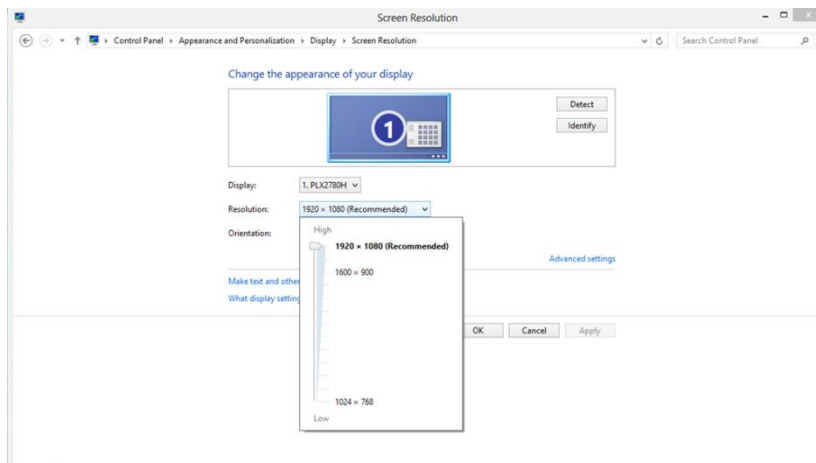 Screen Resolution
Control Panel ▸ Appearance and Personalization ▸ Display ▸ Screen Resolution
Search Control Panel
Change the appearance of your display
1
Detect
Identify
Display: 1. PLX2780H
Resolution: 1920 × 1080 (Recommended)
Orientation:
High
1920 × 1080 (Recommended)
1600 × 900
1024 × 768
Low
Advanced settings
Make text and other
What display setting
OK Cancel Apply